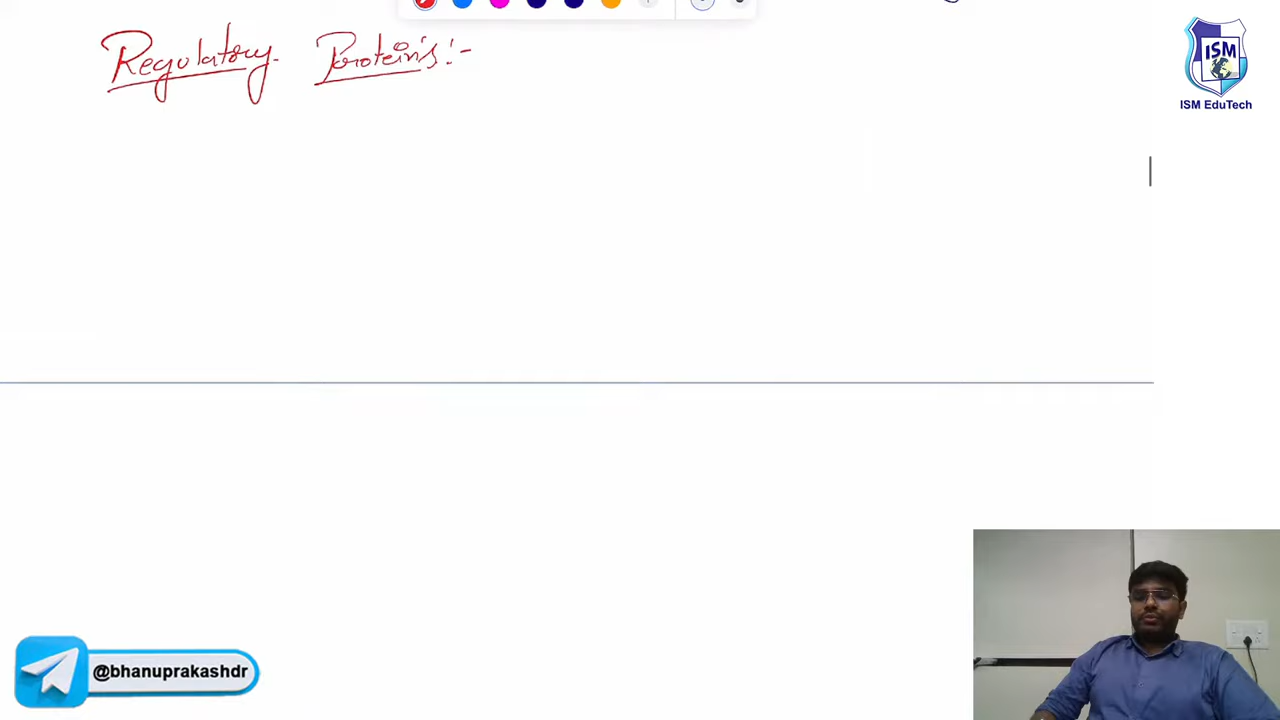 Regulatory Proteins :-
ISM
ISM EduTech
@bhanuprakashdr